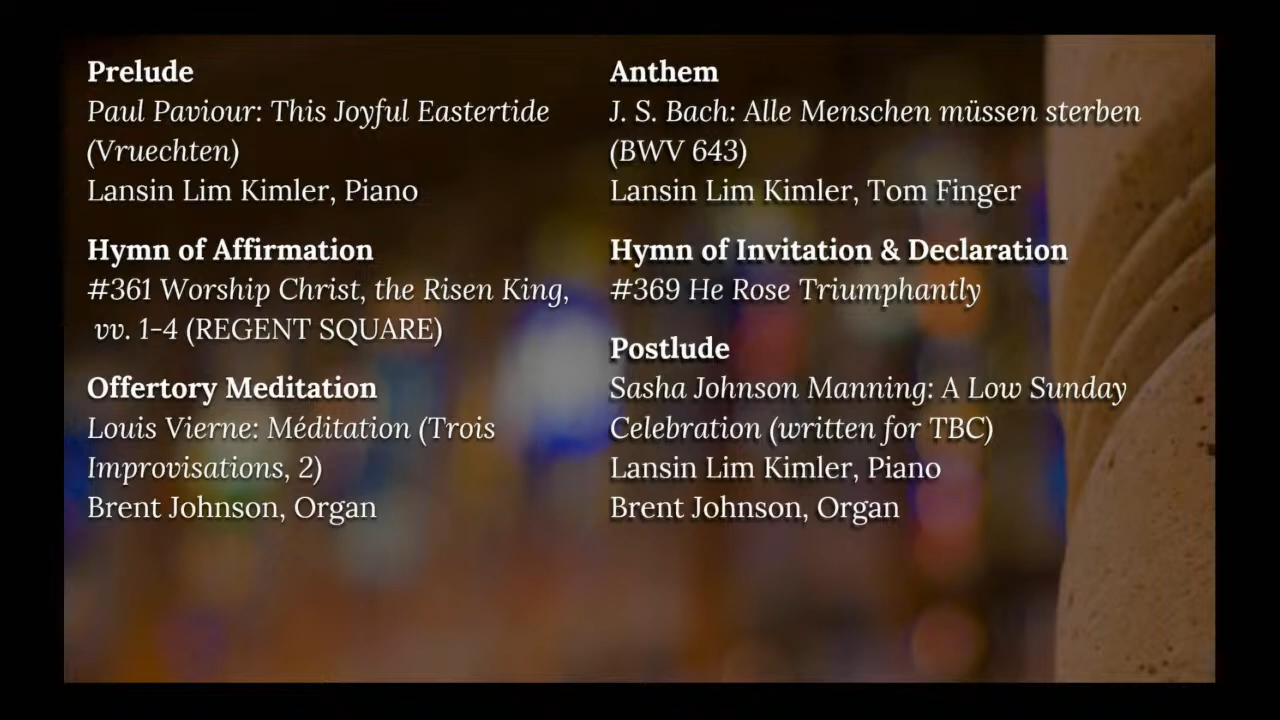 Prelude
Paul Paviour: This Joyful Eastertide
(Vruechten)
Lansin Lim Kimler, Piano
Hymn of Affirmation
#361 Worship Christ, the Risen King,
vv. 1-4 (REGENT SQUARE)
Offertory Meditation
Louis Vierne: Méditation (Trois
Improvisations, 2)
Brent Johnson, Organ
Anthem
J. S. Bach: Alle Menschen müssen sterben
(BWV 643)
Lansin Lim Kimler, Tom Finger
Hymn of Invitation & Declaration
#369 He Rose Triumphantly
Postlude
Sasha Johnson Manning: A Low Sunday
Celebration (written for TBC)
Lansin Lim Kimler, Piano
Brent Johnson, Organ